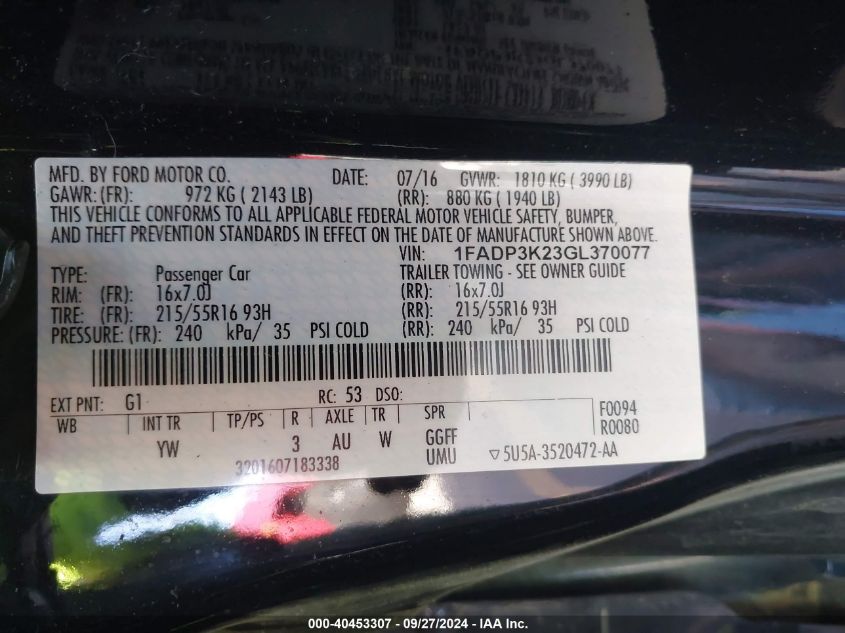 MFD. BY FORD MOTOR CO. DATE: 07/16 GVWR: 1810 KG ( 3990 LB)
GAWR: (FR): 972 KG ( 2143 LB) (RR): 880 KG ( 1940 LB)
THIS VEHICLE CONFORMS TO ALL APPLICABLE FEDERAL MOTOR VEHICLE SAFETY, BUMPER,
AND THEFT PREVENTION STANDARDS IN EFFECT ON THE DATE OF MANUFACTURE SHOWN ABOVE.
VIN: 1FADP3K23GL370077
TYPE: Passenger Car TRAILER TOWING - SEE OWNER GUIDE
RIM: (FR): 16x7.0J (RR): 16x7.0J
TIRE: (FR): 215/55R16 93H (RR): 215/55R16 93H
PRESSURE: (FR): 240 kPa/ 35 PSI COLD (RR): 240 kPa/ 35 PSI COLD
EXT PNT: G1 RC: 53 DSO:
WB INT TR TP/PS R AXLE TR SPR F0094
YW 3 AU W GGFF R0080
3201607183338 UMU ▽5U5A-3520472-AA
000-40453307 - 09/27/2024 - IAA Inc.